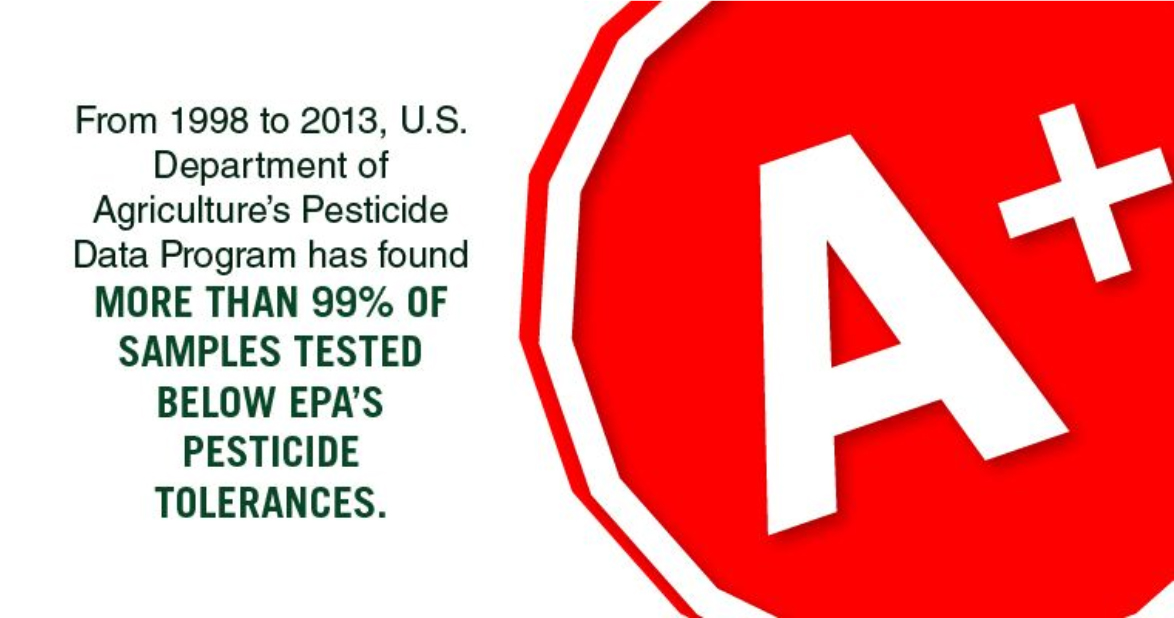 From 1998 to 2013, U.S.
Department of
Agriculture’s Pesticide
Data Program has found
MORE THAN 99% OF
SAMPLES TESTED
BELOW EPA’S
PESTICIDE
TOLERANCES.
A+